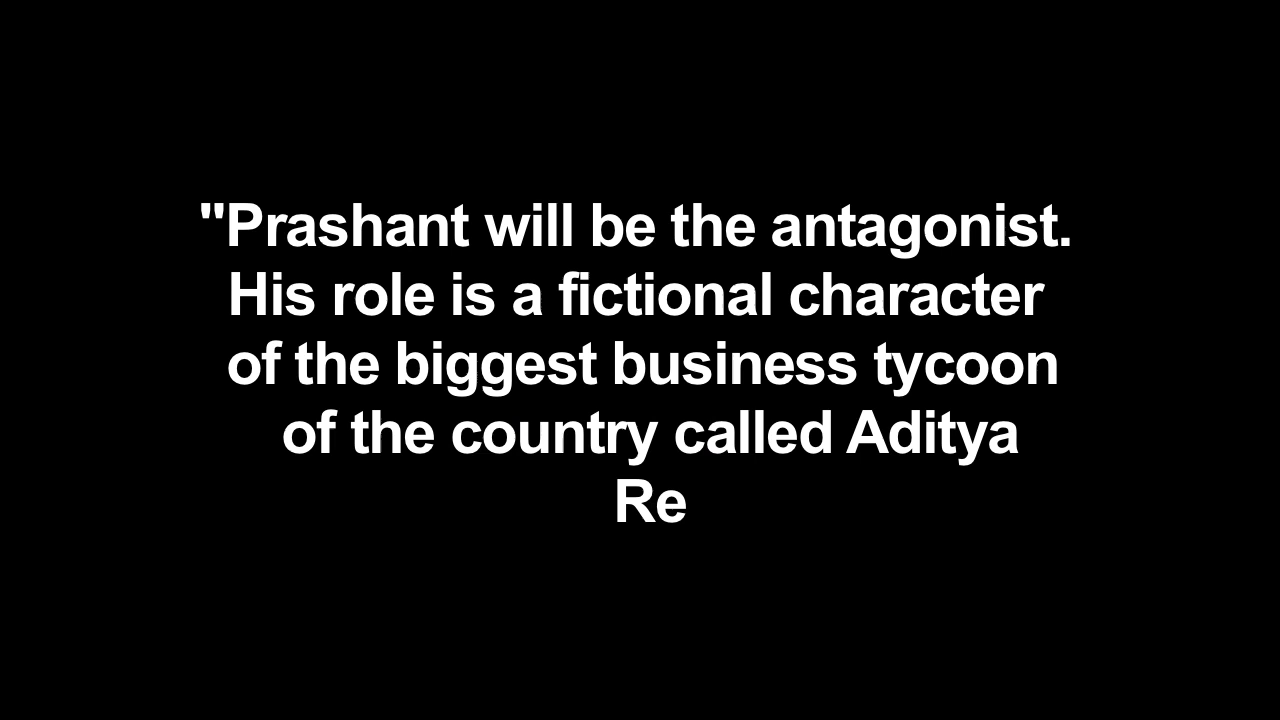 "Prashant will be the antagonist.
His role is a fictional character
of the biggest business tycoon
of the country called Aditya
Re